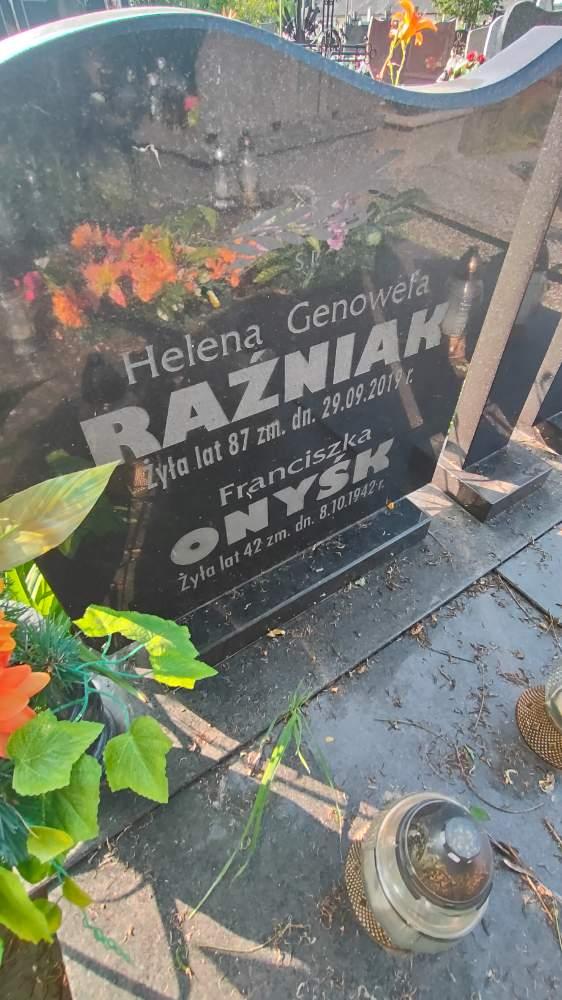 Ś.P.
Helena Genowefa
RAŹNIAK
Żyła lat 87 zm. dn. 29.09.2019 r.
Franciszka
ONYŚK
Żyła lat 42 zm. dn. 8.10.1942 r.